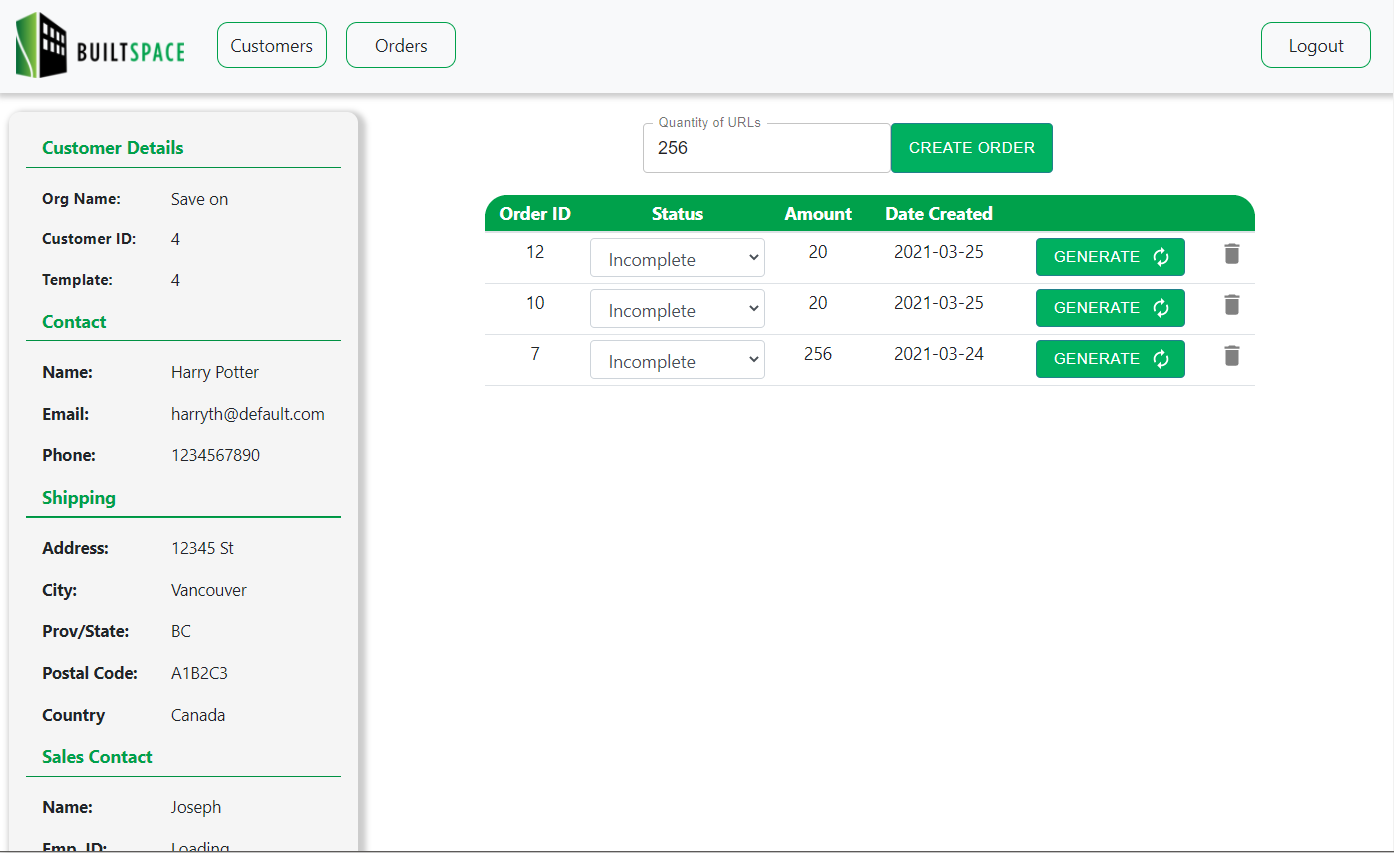 BUILTSPACE
Customers
Orders
Logout
Customer Details
Org Name: Save on
Customer ID: 4
Template: 4
Contact
Name: Harry Potter
Email: harryth@default.com
Phone: 1234567890
Shipping
Address: 12345 St
City: Vancouver
Prov/State: BC
Postal Code: A1B2C3
Country Canada
Sales Contact
Name: Joseph
Emp. ID: Loading
Quantity of URLs
256 CREATE ORDER
Order ID Status Amount Date Created
12 Incomplete 20 2021-03-25 GENERATE
10 Incomplete 20 2021-03-25 GENERATE
7 Incomplete 256 2021-03-24 GENERATE